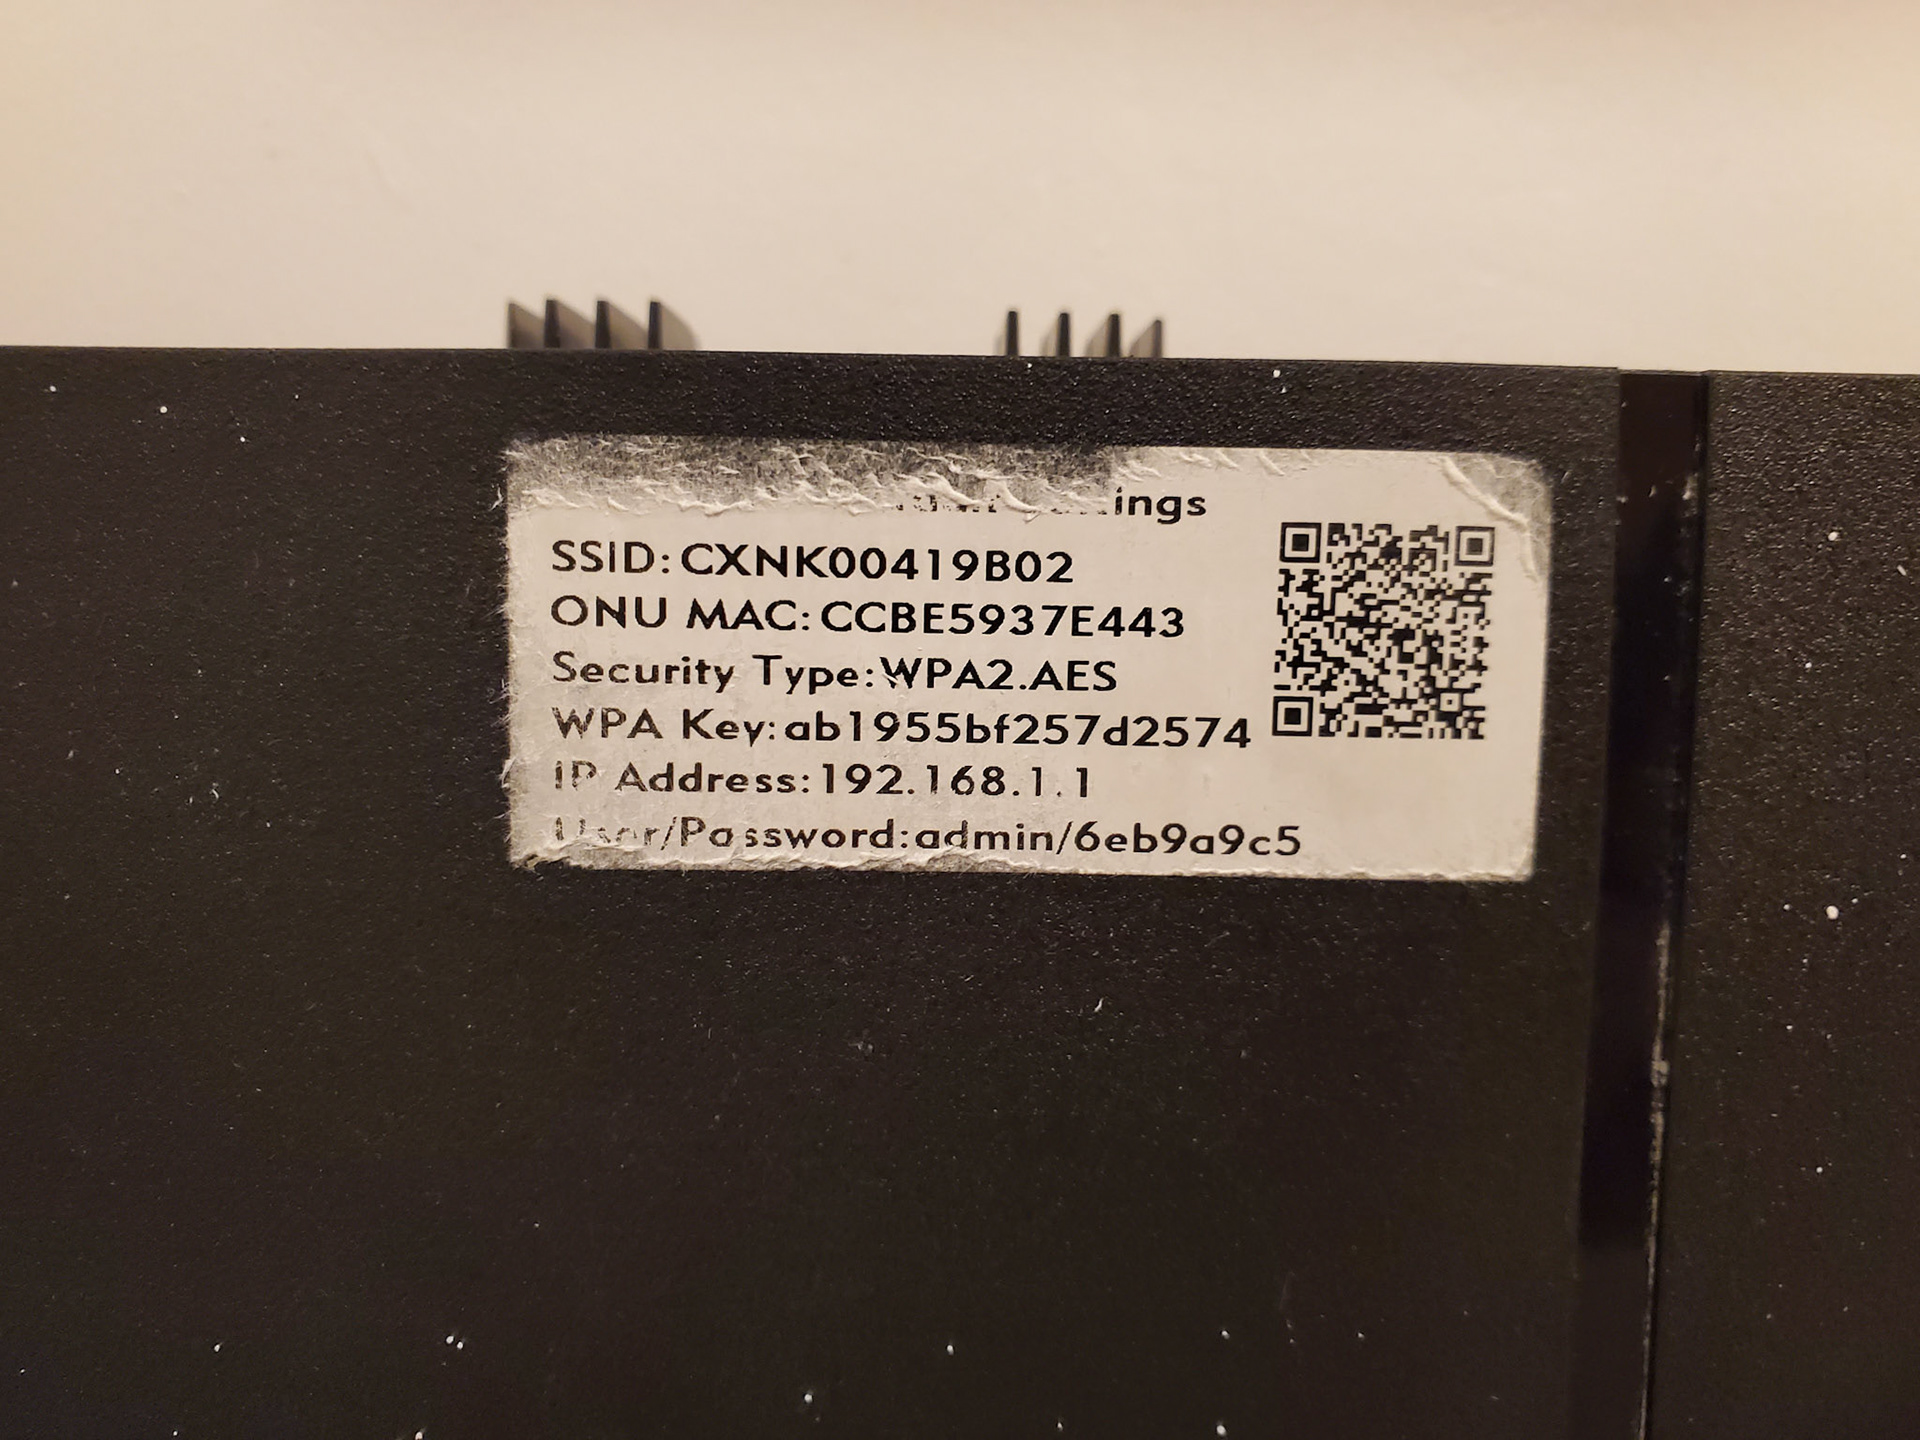 SSID: CXNK00419B02
ONU MAC: CCBE5937E443
Security Type: WPA2.AES
WPA Key: ab1955bf257d2574
IP Address: 192.168.1.1
User/Password: admin/6eb9a9c5